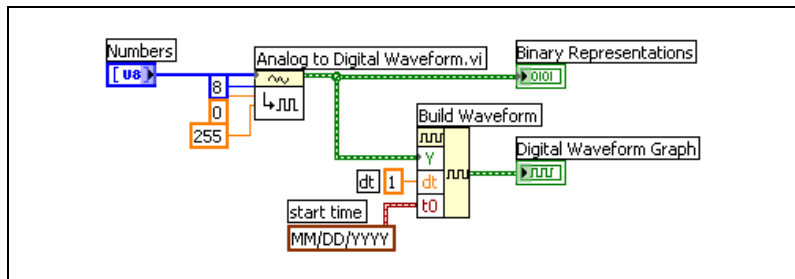 Numbers
[U8]
Analog to Digital Waveform.vi
Binary Representations
8
0101
0
255
Build Waveform
Y
Digital Waveform Graph
dt
1
dt
start time
t0
MM/DD/YYYY